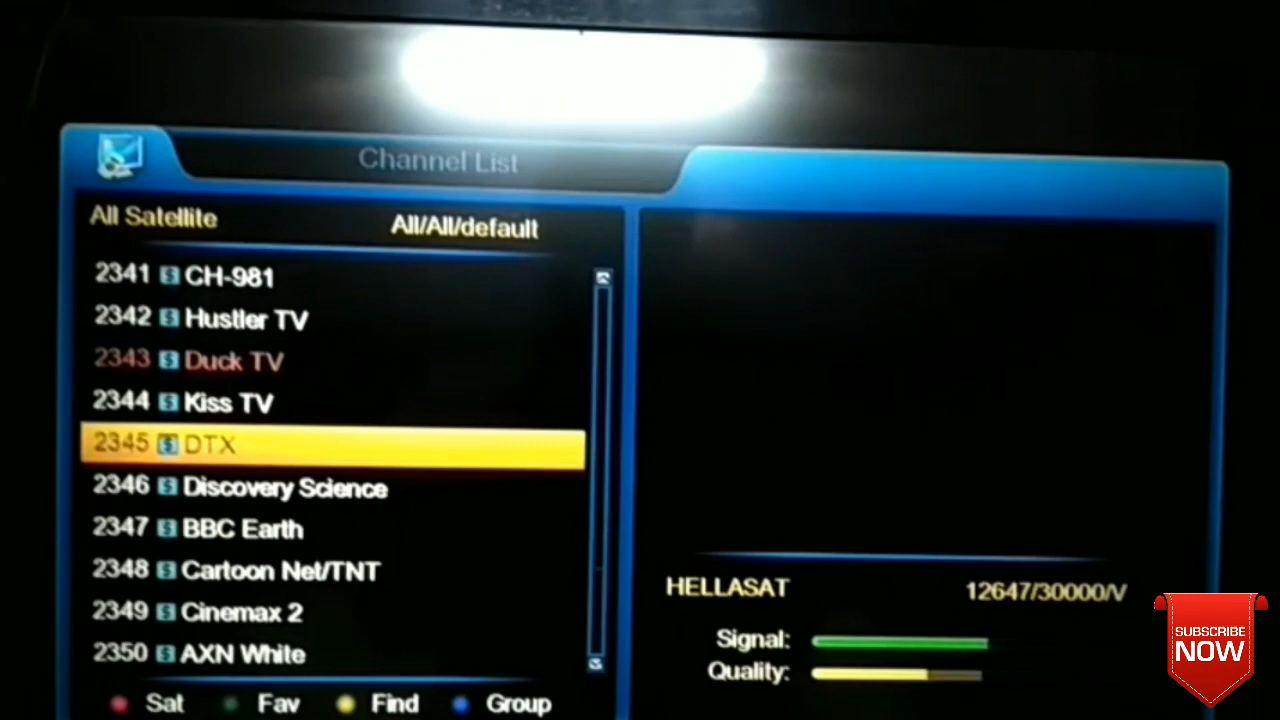 Channel List
All Satellite All/All/default
2341 $ CH-981
2342 $ Hustler TV
2343 $ Duck TV
2344 $ Kiss TV
2345 $ DTX
2346 $ Discovery Science
2347 $ BBC Earth
2348 $ Cartoon Net/TNT
2349 $ Cinemax 2
2350 $ AXN White
HELLASAT 12647/30000/V
Signal:
Quality:
Sat Fav Find Group
SUBSCRIBE
NOW